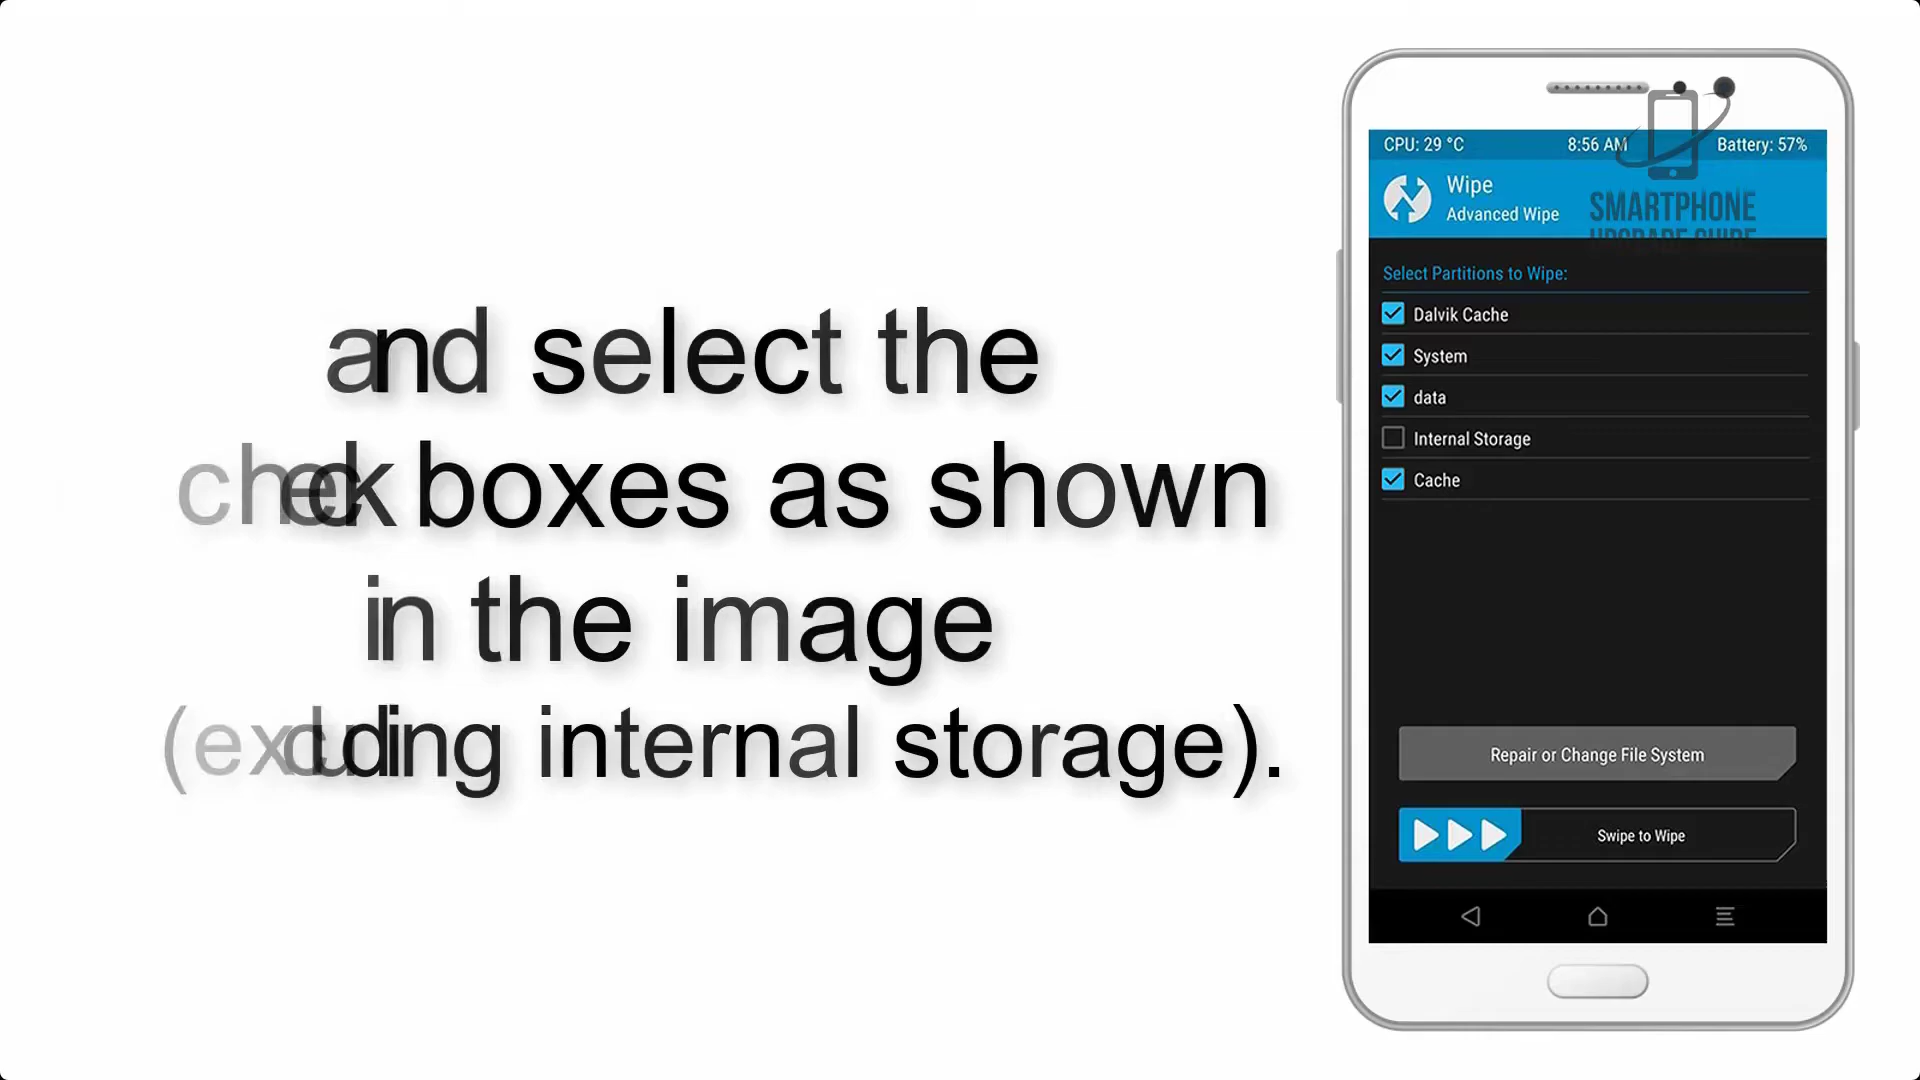 and select the
check boxes as shown
in the image
(excluding internal storage).
CPU: 29 °C 8:56 AM Battery: 57%
Wipe
Advanced Wipe
SMARTPHONE
UPGRADE GUIDE
Select Partitions to Wipe:
Dalvik Cache
System
data
Internal Storage
Cache
Repair or Change File System
Swipe to Wipe